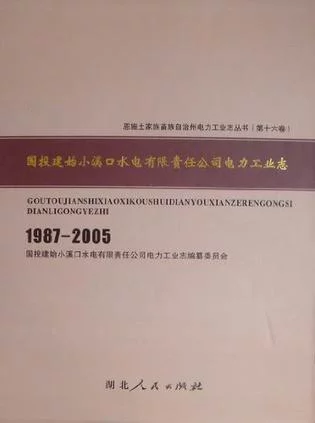 恩施土家族苗族自治州电力工业志丛书（第十六卷）
国投建始小溪口水电有限责任公司电力工业志
GOUTOUJIANSHIXIAOXIKOUSHUIDIANYOUXIANZERENGONGSI
DIANLIGONGYEZHI
1987-2005
国投建始小溪口水电有限责任公司电力工业志编纂委员会
湖北人民出版社